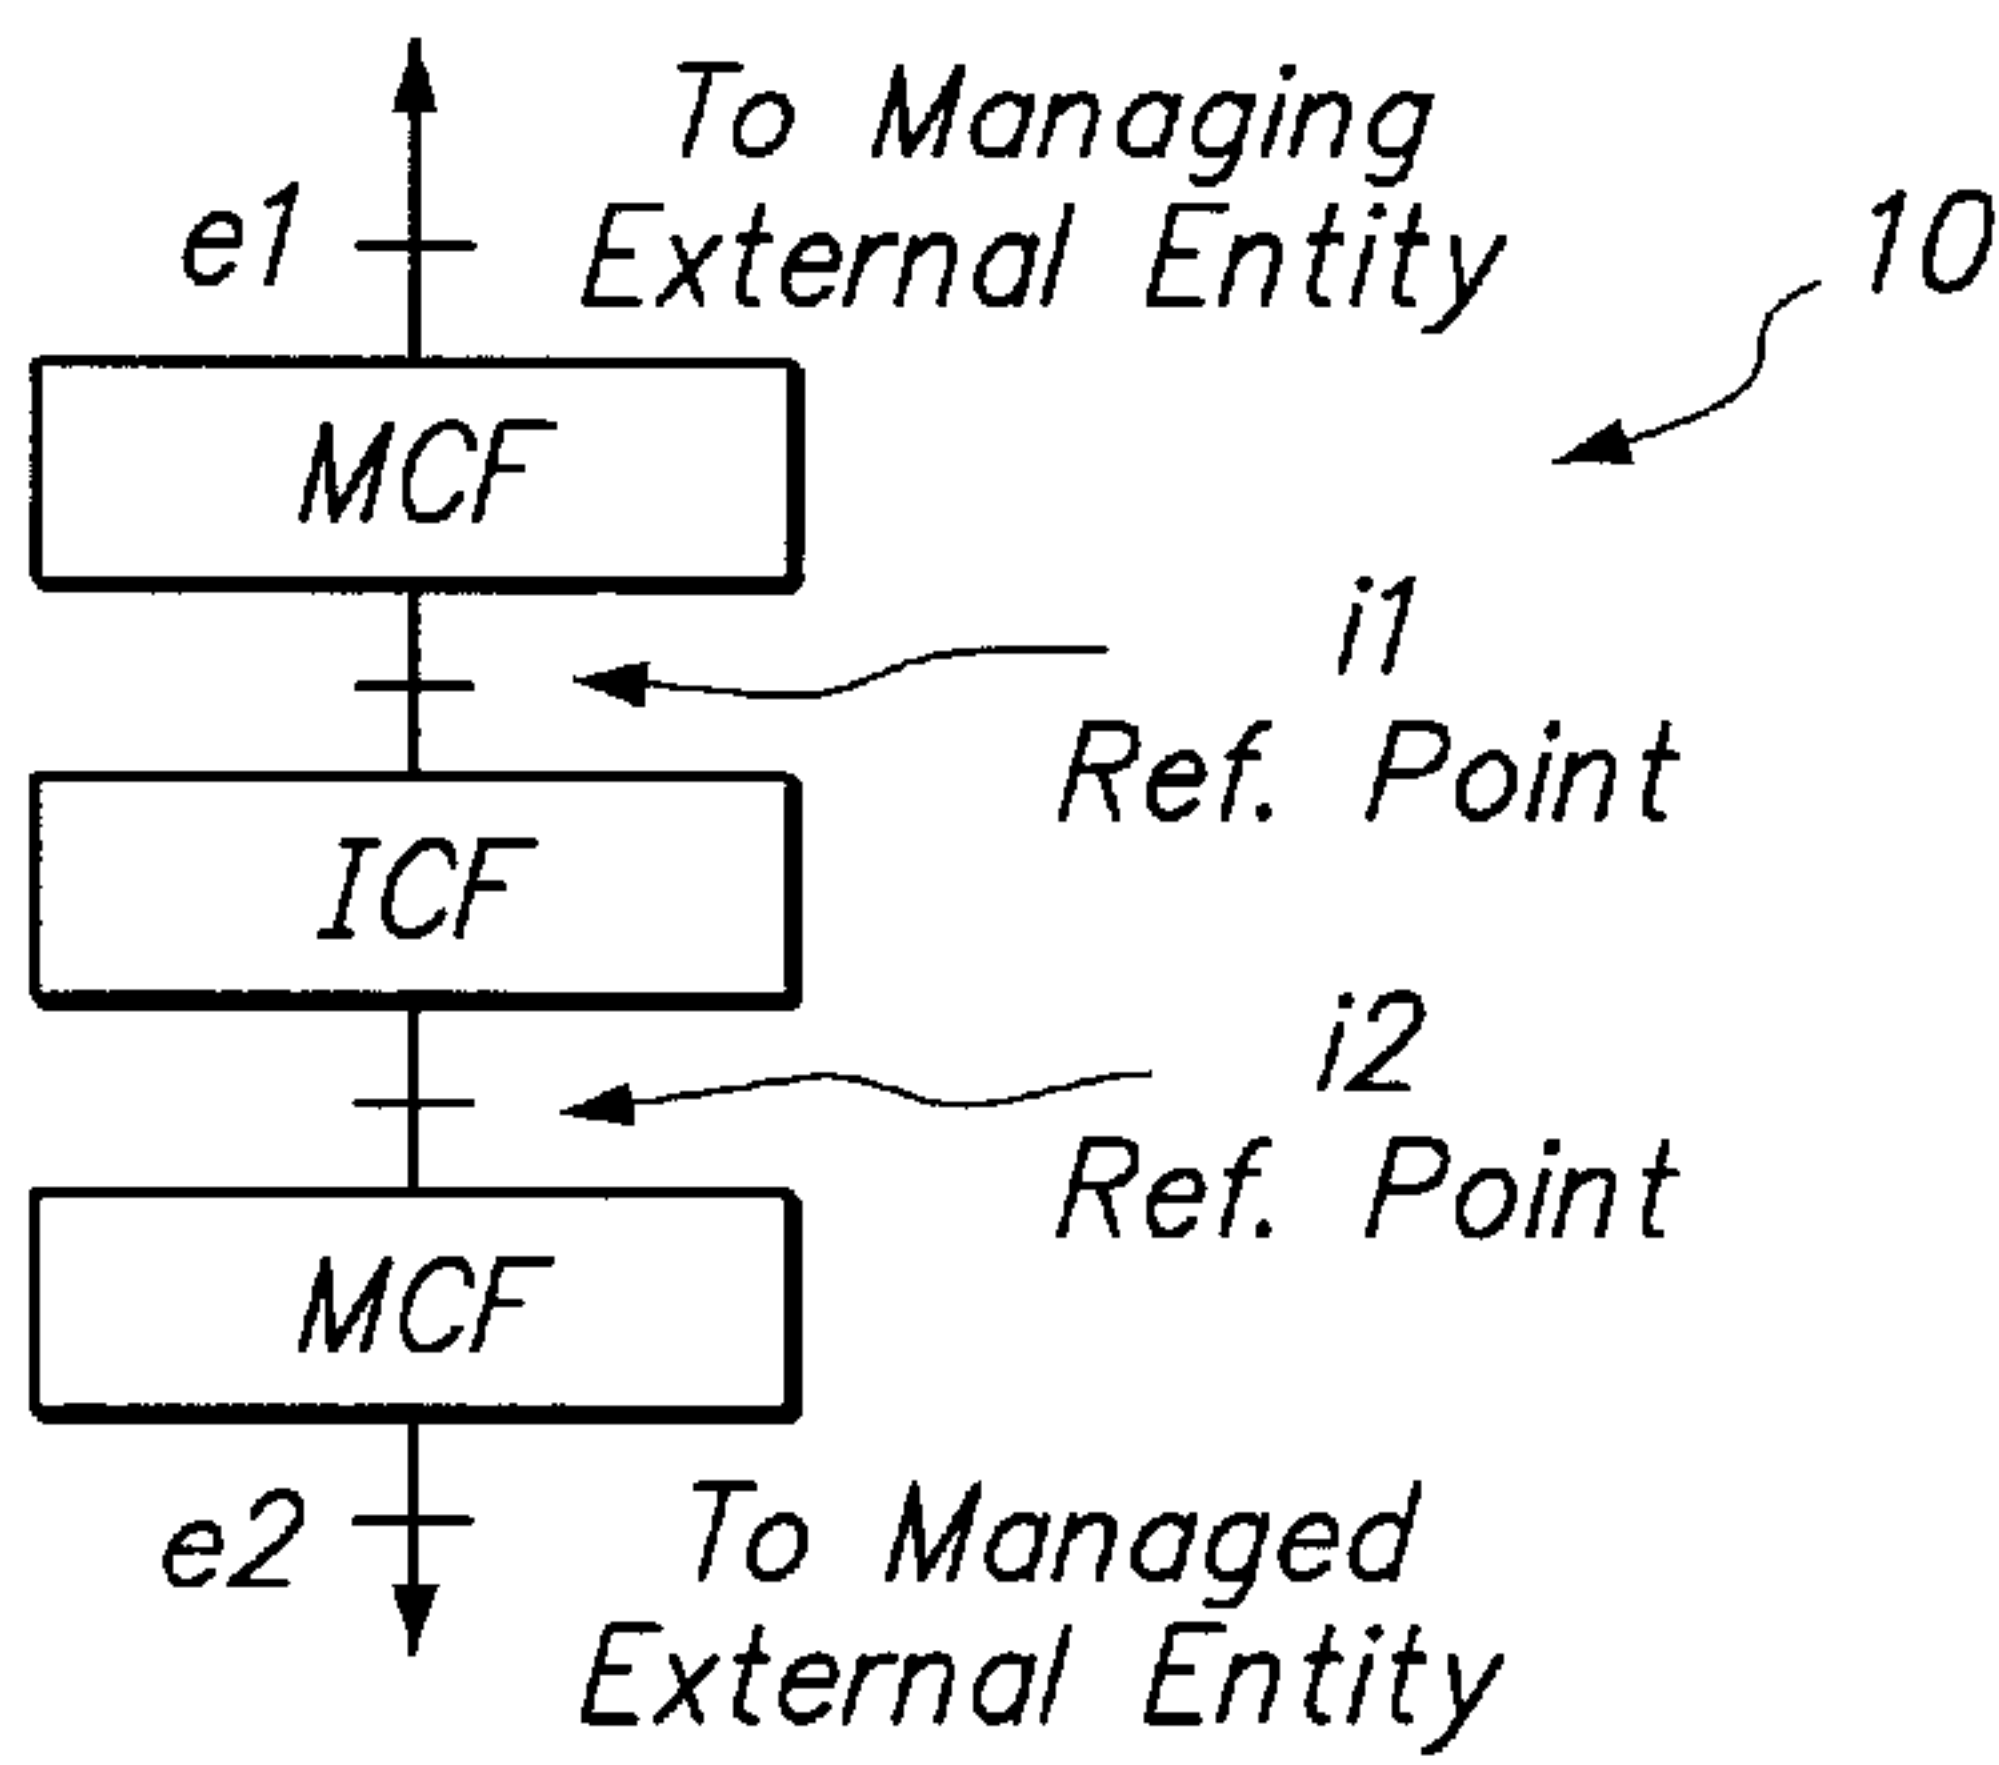 To Managing
External Entity
e1
10
MCF
i1
Ref. Point
ICF
i2
Ref. Point
MCF
e2
To Managed
External Entity